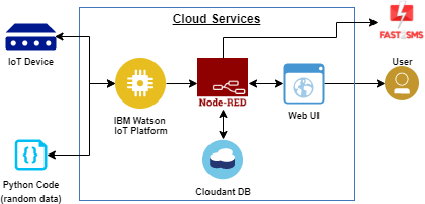 Cloud Services
FAST2SMS
IoT Device
User
Node-RED
IBM Watson
IoT Platform
Web UI
Python Code
(random data)
Cloudant DB